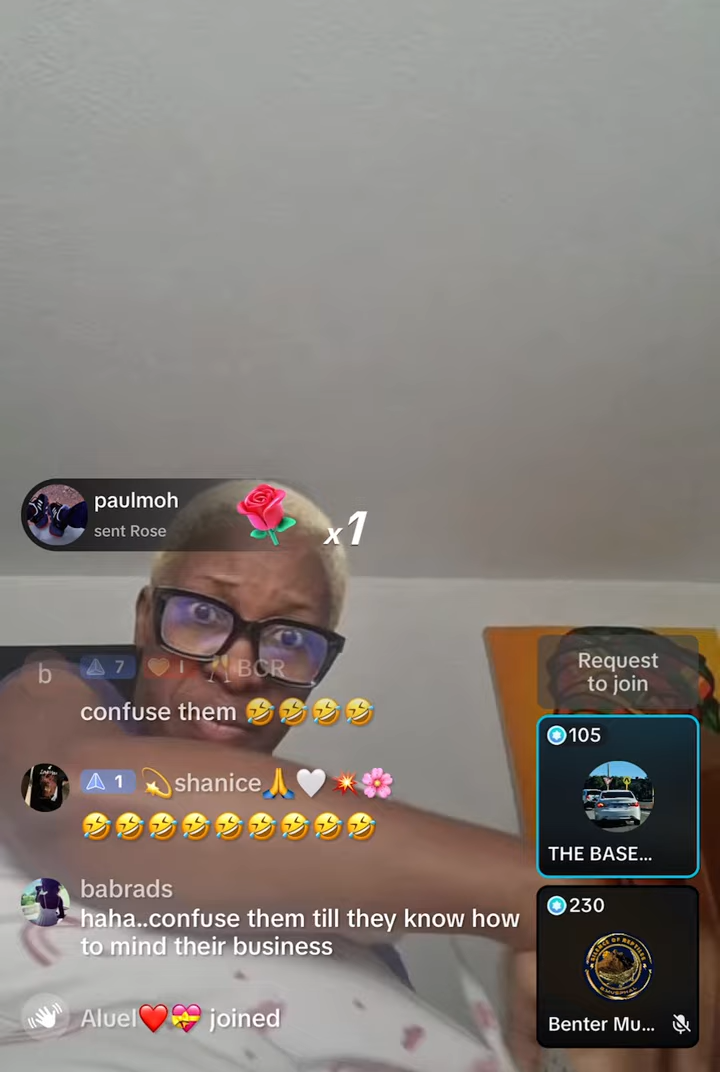 paulmoh
sent Rose
x1
b
7
BCR
confuse them 🤣🤣🤣🤣
1 💫shanice🙏🤍💥🌸
🤣🤣🤣🤣🤣🤣🤣🤣🤣
babrads
haha..confuse them till they know how
to mind their business
Aluel❤️💝 joined
Request
to join
105
THE BASE...
230
Benter Mu...